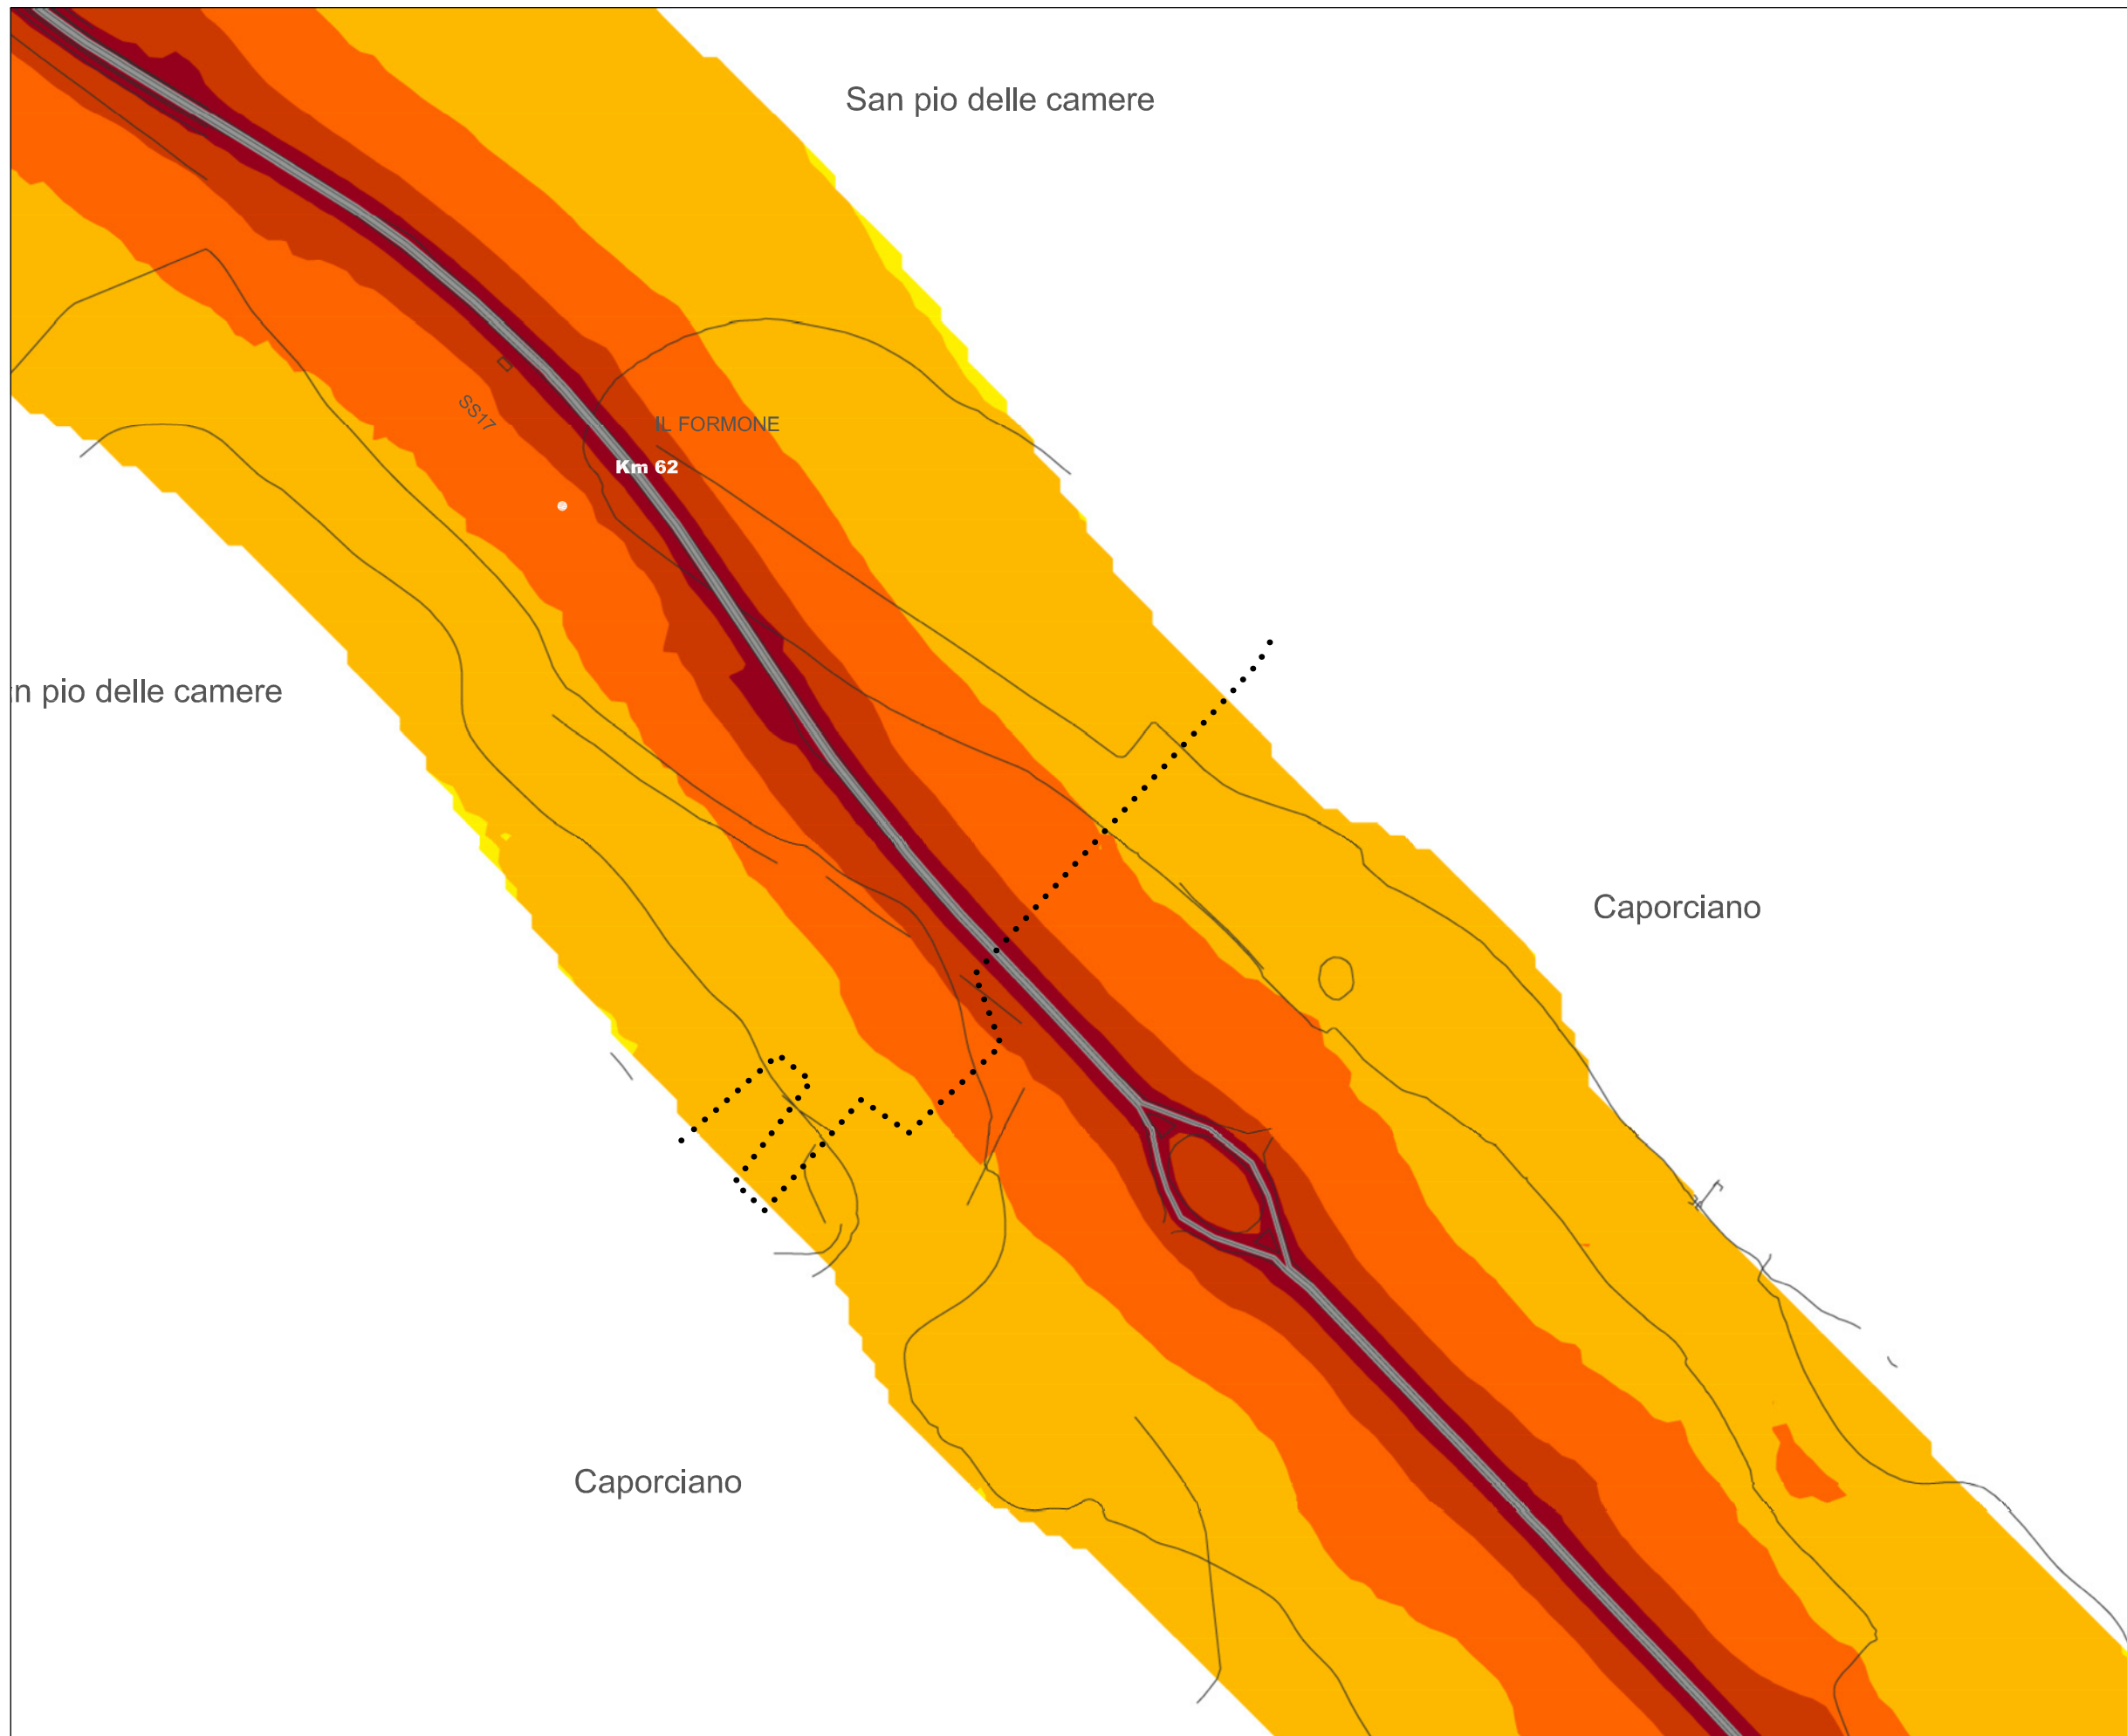 San pio delle camere
SS17
IL FORMONE
Km 62
n pio delle camere
Caporciano
Caporciano